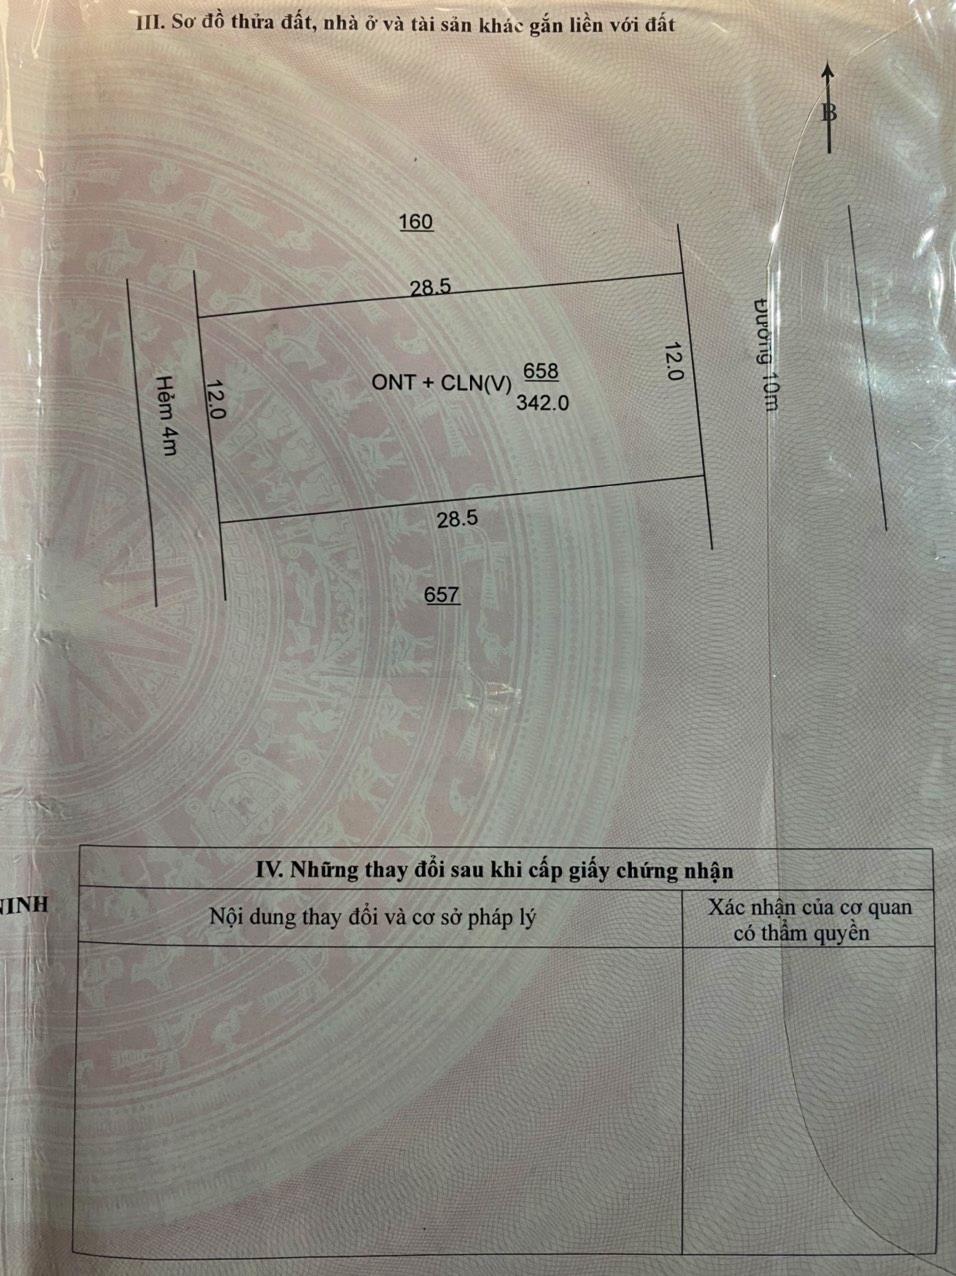 III. Sơ đồ thửa đất, nhà ở và tài sản khác gắn liền với đất
B
160
28.5
Hẻm 4m
12.0
ONT + CLN(V)
658
342.0
12.0
Đường 10m
28.5
657
IV. Những thay đổi sau khi cấp giấy chứng nhận
NINH
Nội dung thay đổi và cơ sở pháp lý
Xác nhận của cơ quan
có thẩm quyền